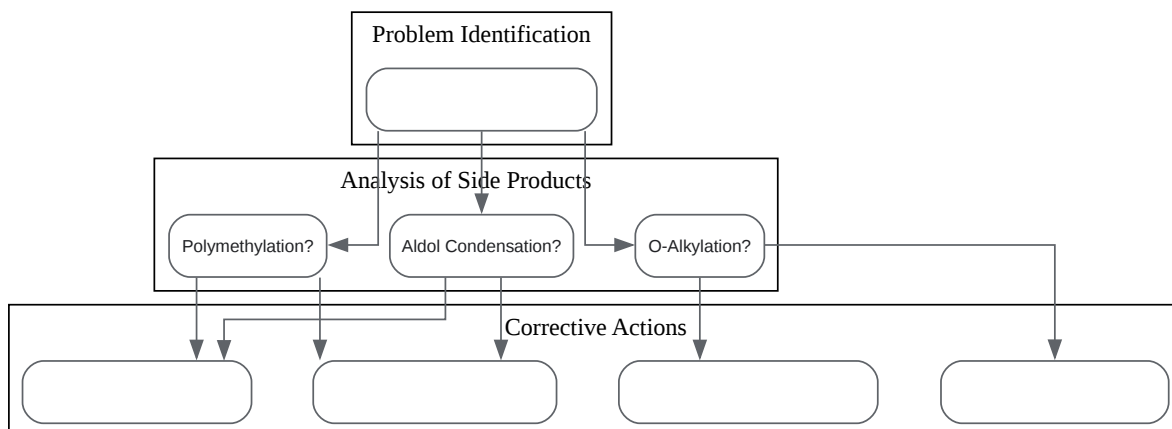 Problem Identification
Analysis of Side Products
Polymethylation?
Aldol Condensation?
O-Alkylation?
Corrective Actions